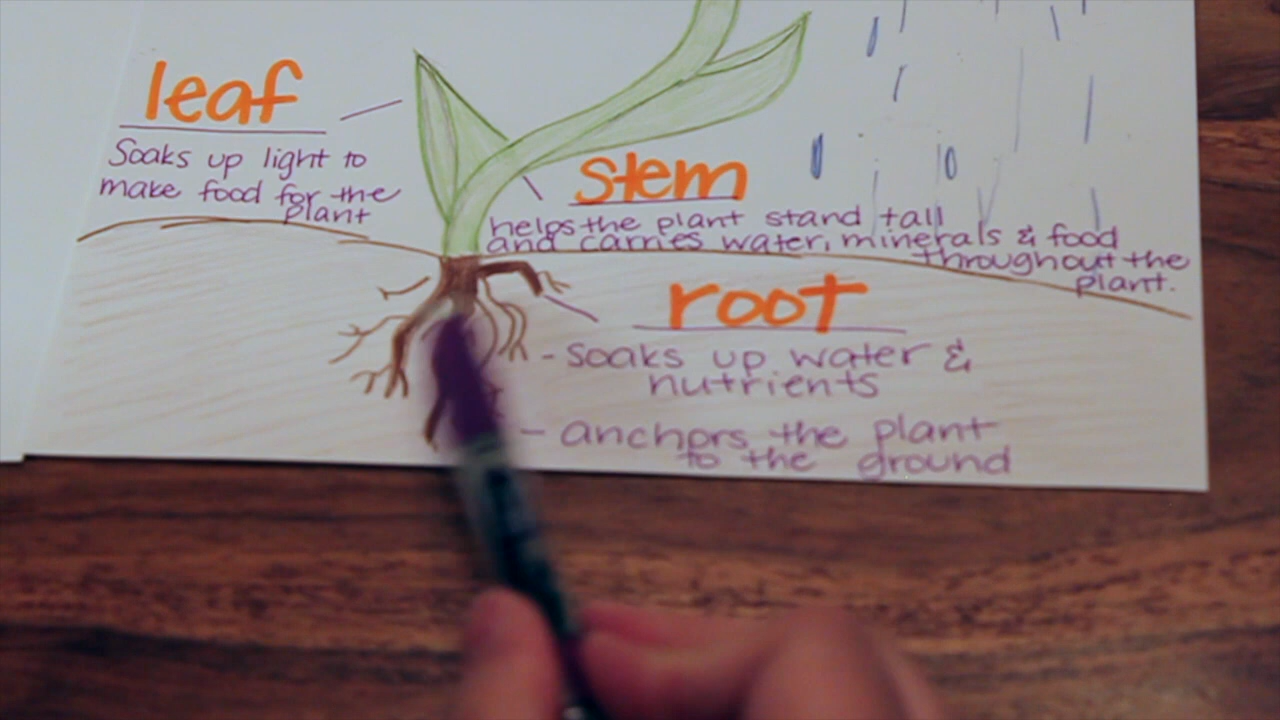 leaf
Soaks up light to
make food for the
plant
stem
helps the plant stand tall
and carries water, minerals & food
throughout the
plant.
root
- soaks up water &
nutrients
- anchors the plant
to the ground